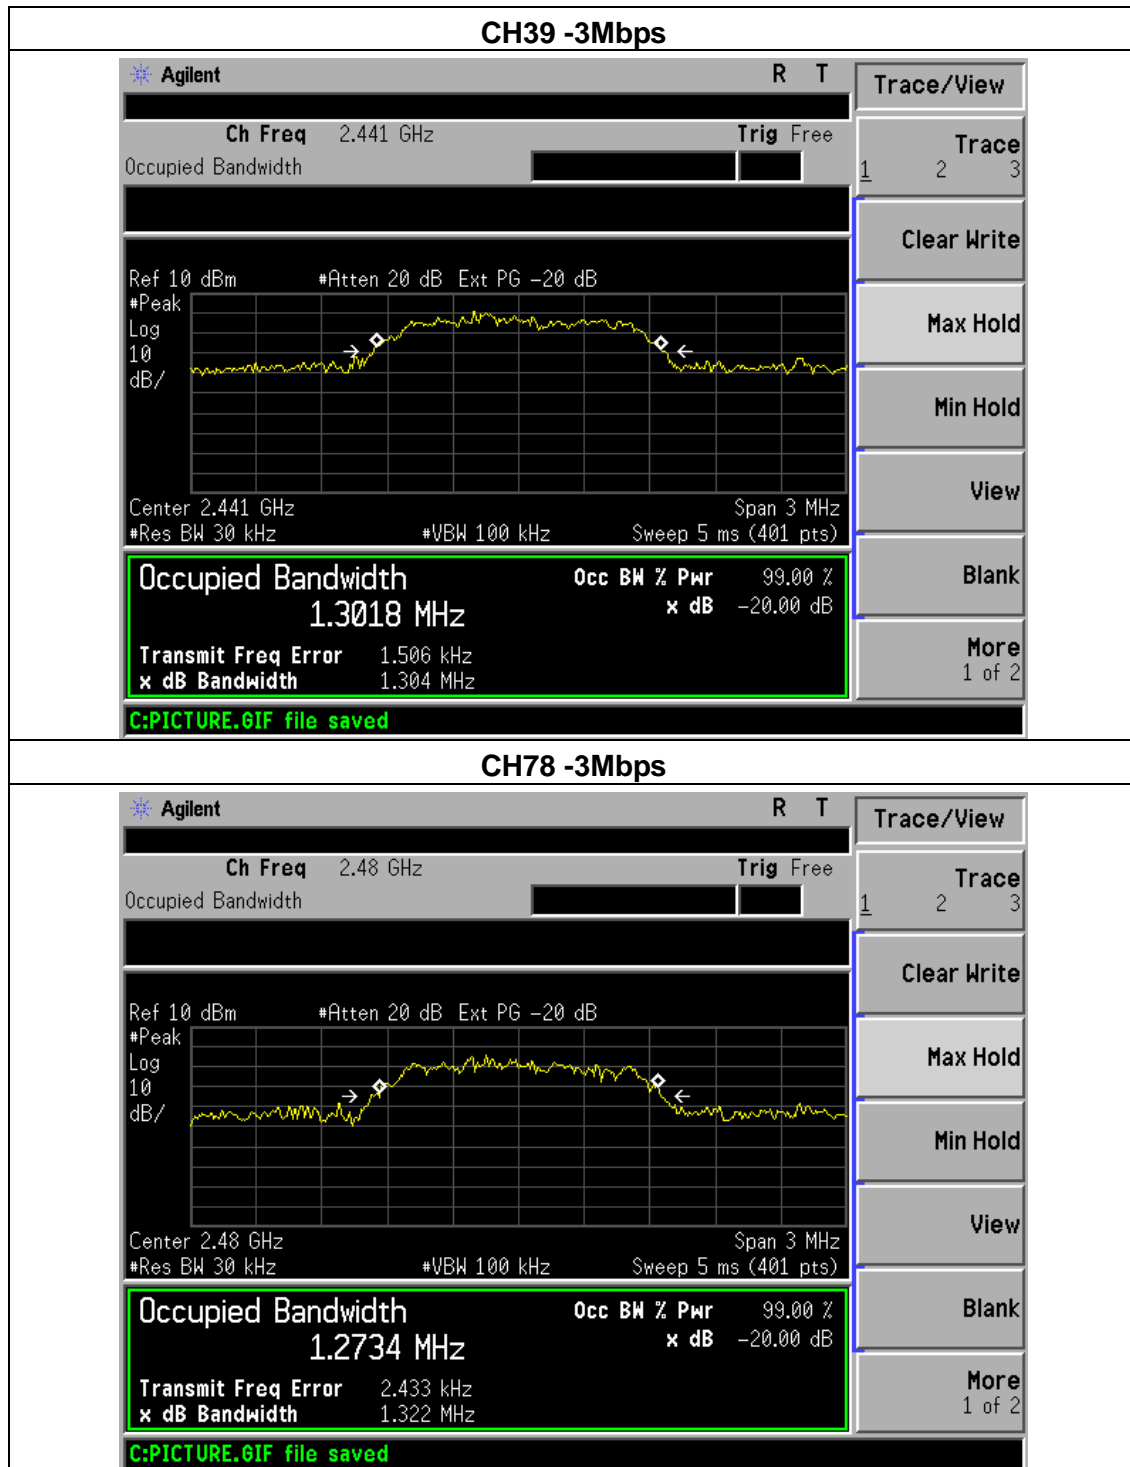 CH39 -3Mbps
Agilent R T Trace/View
Ch Freq 2.441 GHz Trig Free
Occupied Bandwidth
Trace
1 2 3
Clear Write
Max Hold
Min Hold
View
Blank
More
1 of 2
Ref 10 dBm #Atten 20 dB Ext PG -20 dB
#Peak
Log
10
dB/
Center 2.441 GHz Span 3 MHz
#Res BW 30 kHz #VBW 100 kHz Sweep 5 ms (401 pts)
Occupied Bandwidth Occ BW % Pwr 99.00 %
1.3018 MHz x dB -20.00 dB
Transmit Freq Error 1.506 kHz
x dB Bandwidth 1.304 MHz
C:PICTURE.GIF file saved
CH78 -3Mbps
Agilent R T Trace/View
Ch Freq 2.48 GHz Trig Free
Occupied Bandwidth
Trace
1 2 3
Clear Write
Max Hold
Min Hold
View
Blank
More
1 of 2
Ref 10 dBm #Atten 20 dB Ext PG -20 dB
#Peak
Log
10
dB/
Center 2.48 GHz Span 3 MHz
#Res BW 30 kHz #VBW 100 kHz Sweep 5 ms (401 pts)
Occupied Bandwidth Occ BW % Pwr 99.00 %
1.2734 MHz x dB -20.00 dB
Transmit Freq Error 2.433 kHz
x dB Bandwidth 1.322 MHz
C:PICTURE.GIF file saved